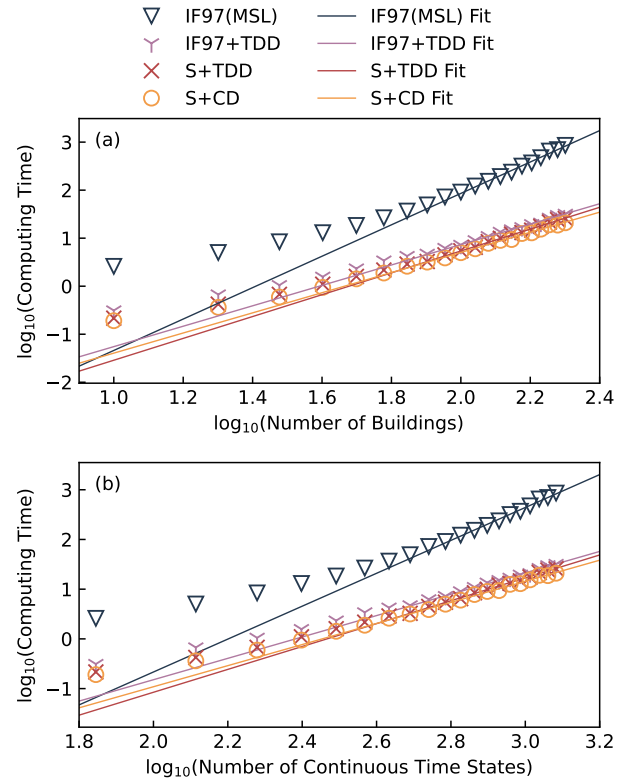 IF97(MSL) IF97(MSL) Fit
IF97+TDD IF97+TDD Fit
S+TDD S+TDD Fit
S+CD S+CD Fit
(a)
3
2
1
0
−1
−2
log₁₀(Computing Time)
1.0 1.2 1.4 1.6 1.8 2.0 2.2 2.4
log₁₀(Number of Buildings)
(b)
3
2
1
0
−1
log₁₀(Computing Time)
1.8 2.0 2.2 2.4 2.6 2.8 3.0 3.2
log₁₀(Number of Continuous Time States)